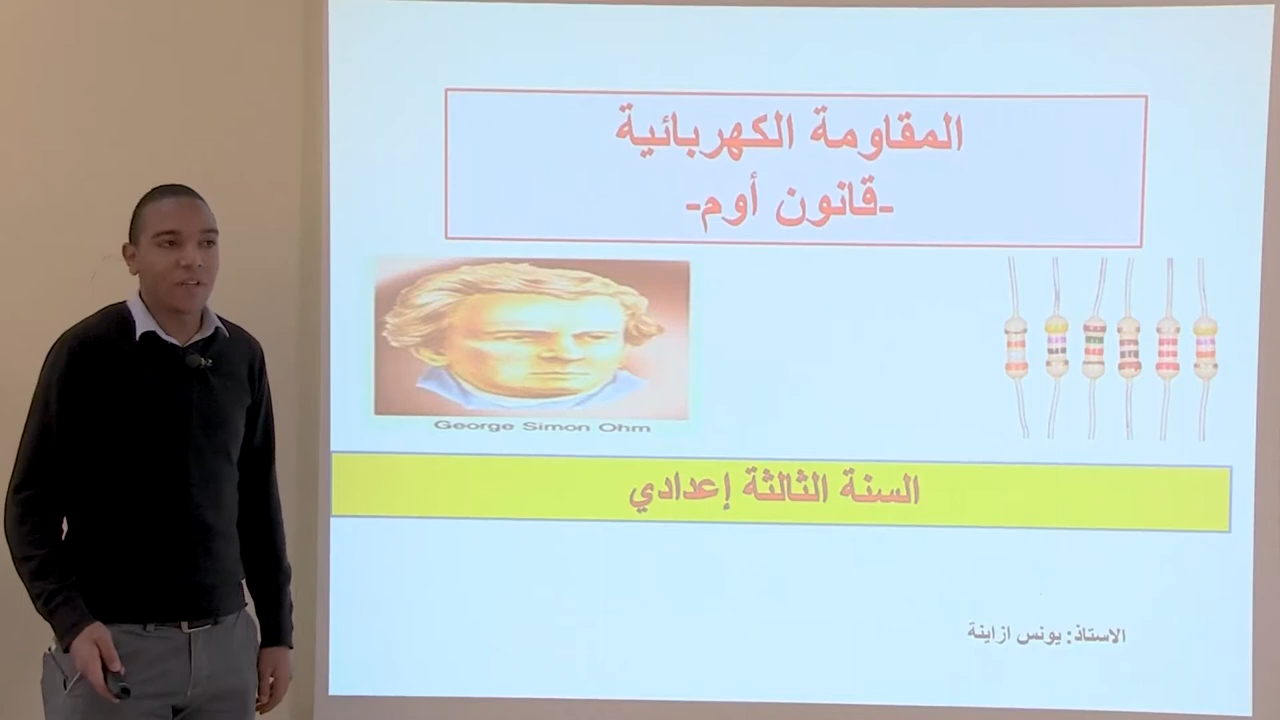 المقاومة الكهربائية
-قانون أوم-
George Simon Ohm
السنة الثالثة إعدادي
الاستاذ: يونس ازاينة